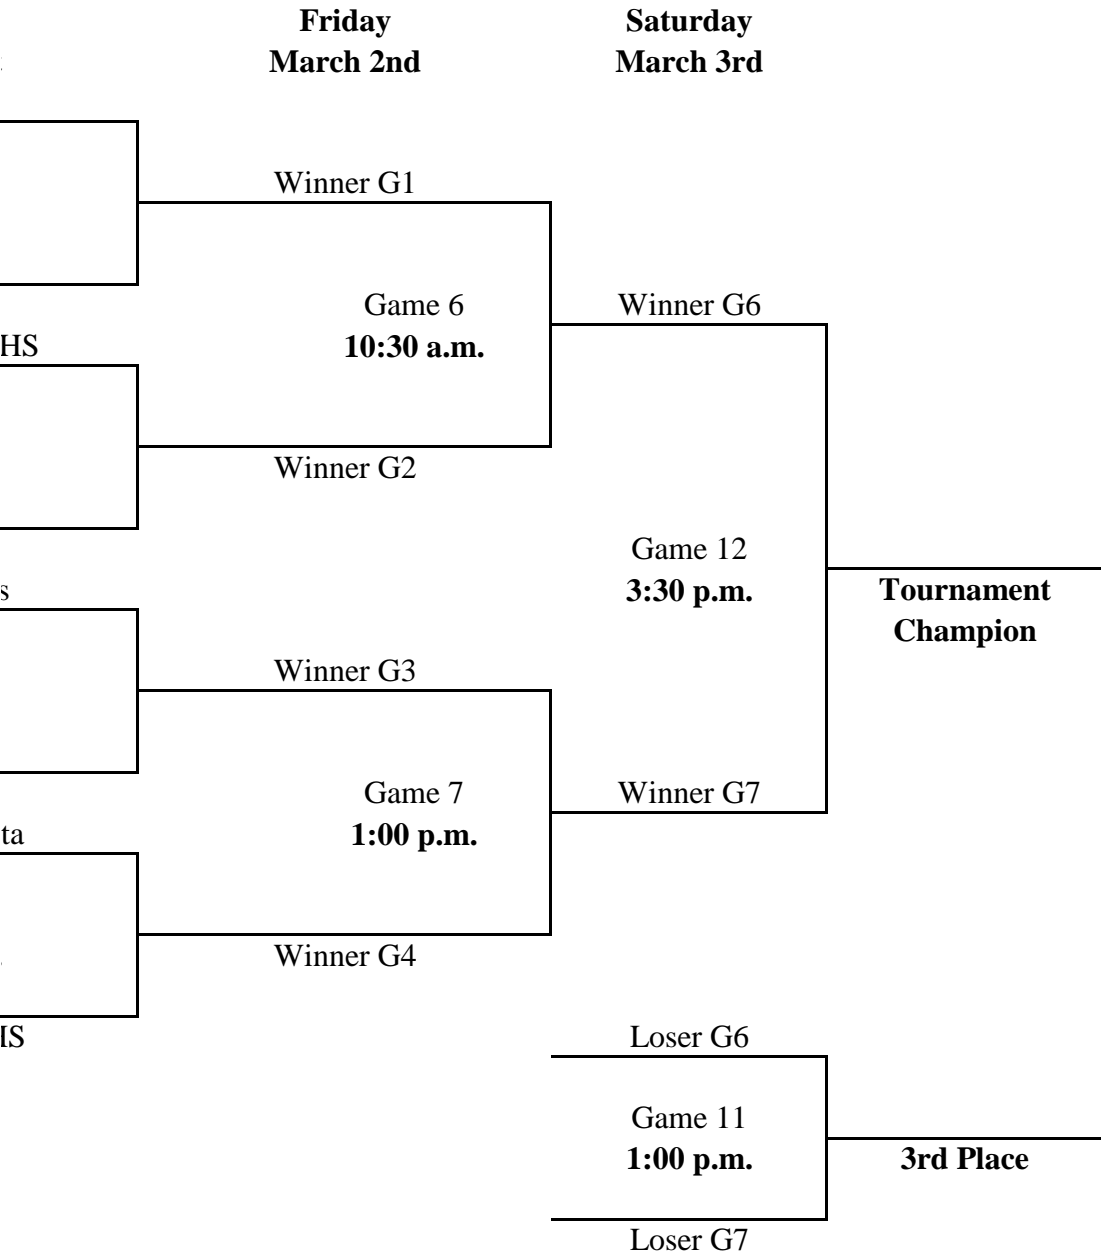 Friday
March 2nd
Saturday
March 3rd
Winner G1
Game 6
10:30 a.m.
Winner G6
HS
Winner G2
Game 12
3:30 p.m.
s
Tournament
Champion
Winner G3
Game 7
1:00 p.m.
Winner G7
ta
Winner G4
Loser G6
Game 11
1:00 p.m.
3rd Place
Loser G7